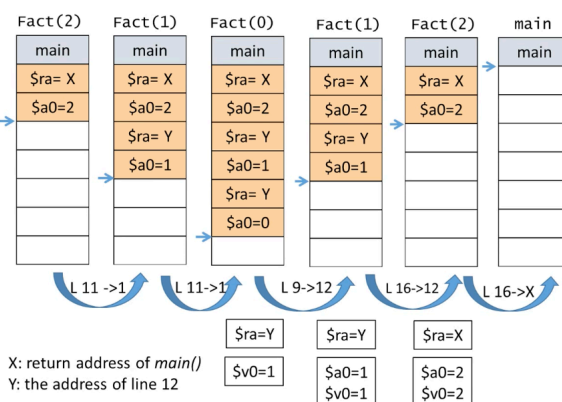 Fact(2) Fact(1) Fact(0) Fact(1) Fact(2) main
main main main main main main
$ra= X $ra= X $ra= X $ra= X $ra= X
$a0=2 $a0=2 $a0=2 $a0=2 $a0=2
$ra= Y $ra= Y $ra= Y
$a0=1 $a0=1 $a0=1
$ra= Y
$a0=0
L 11 ->1 L 11->1 L 9->12 L 16->12 L 16->X
$ra=Y $ra=Y $ra=X
X: return address of main() $v0=1 $a0=1 $a0=2
Y: the address of line 12 $v0=1 $v0=2